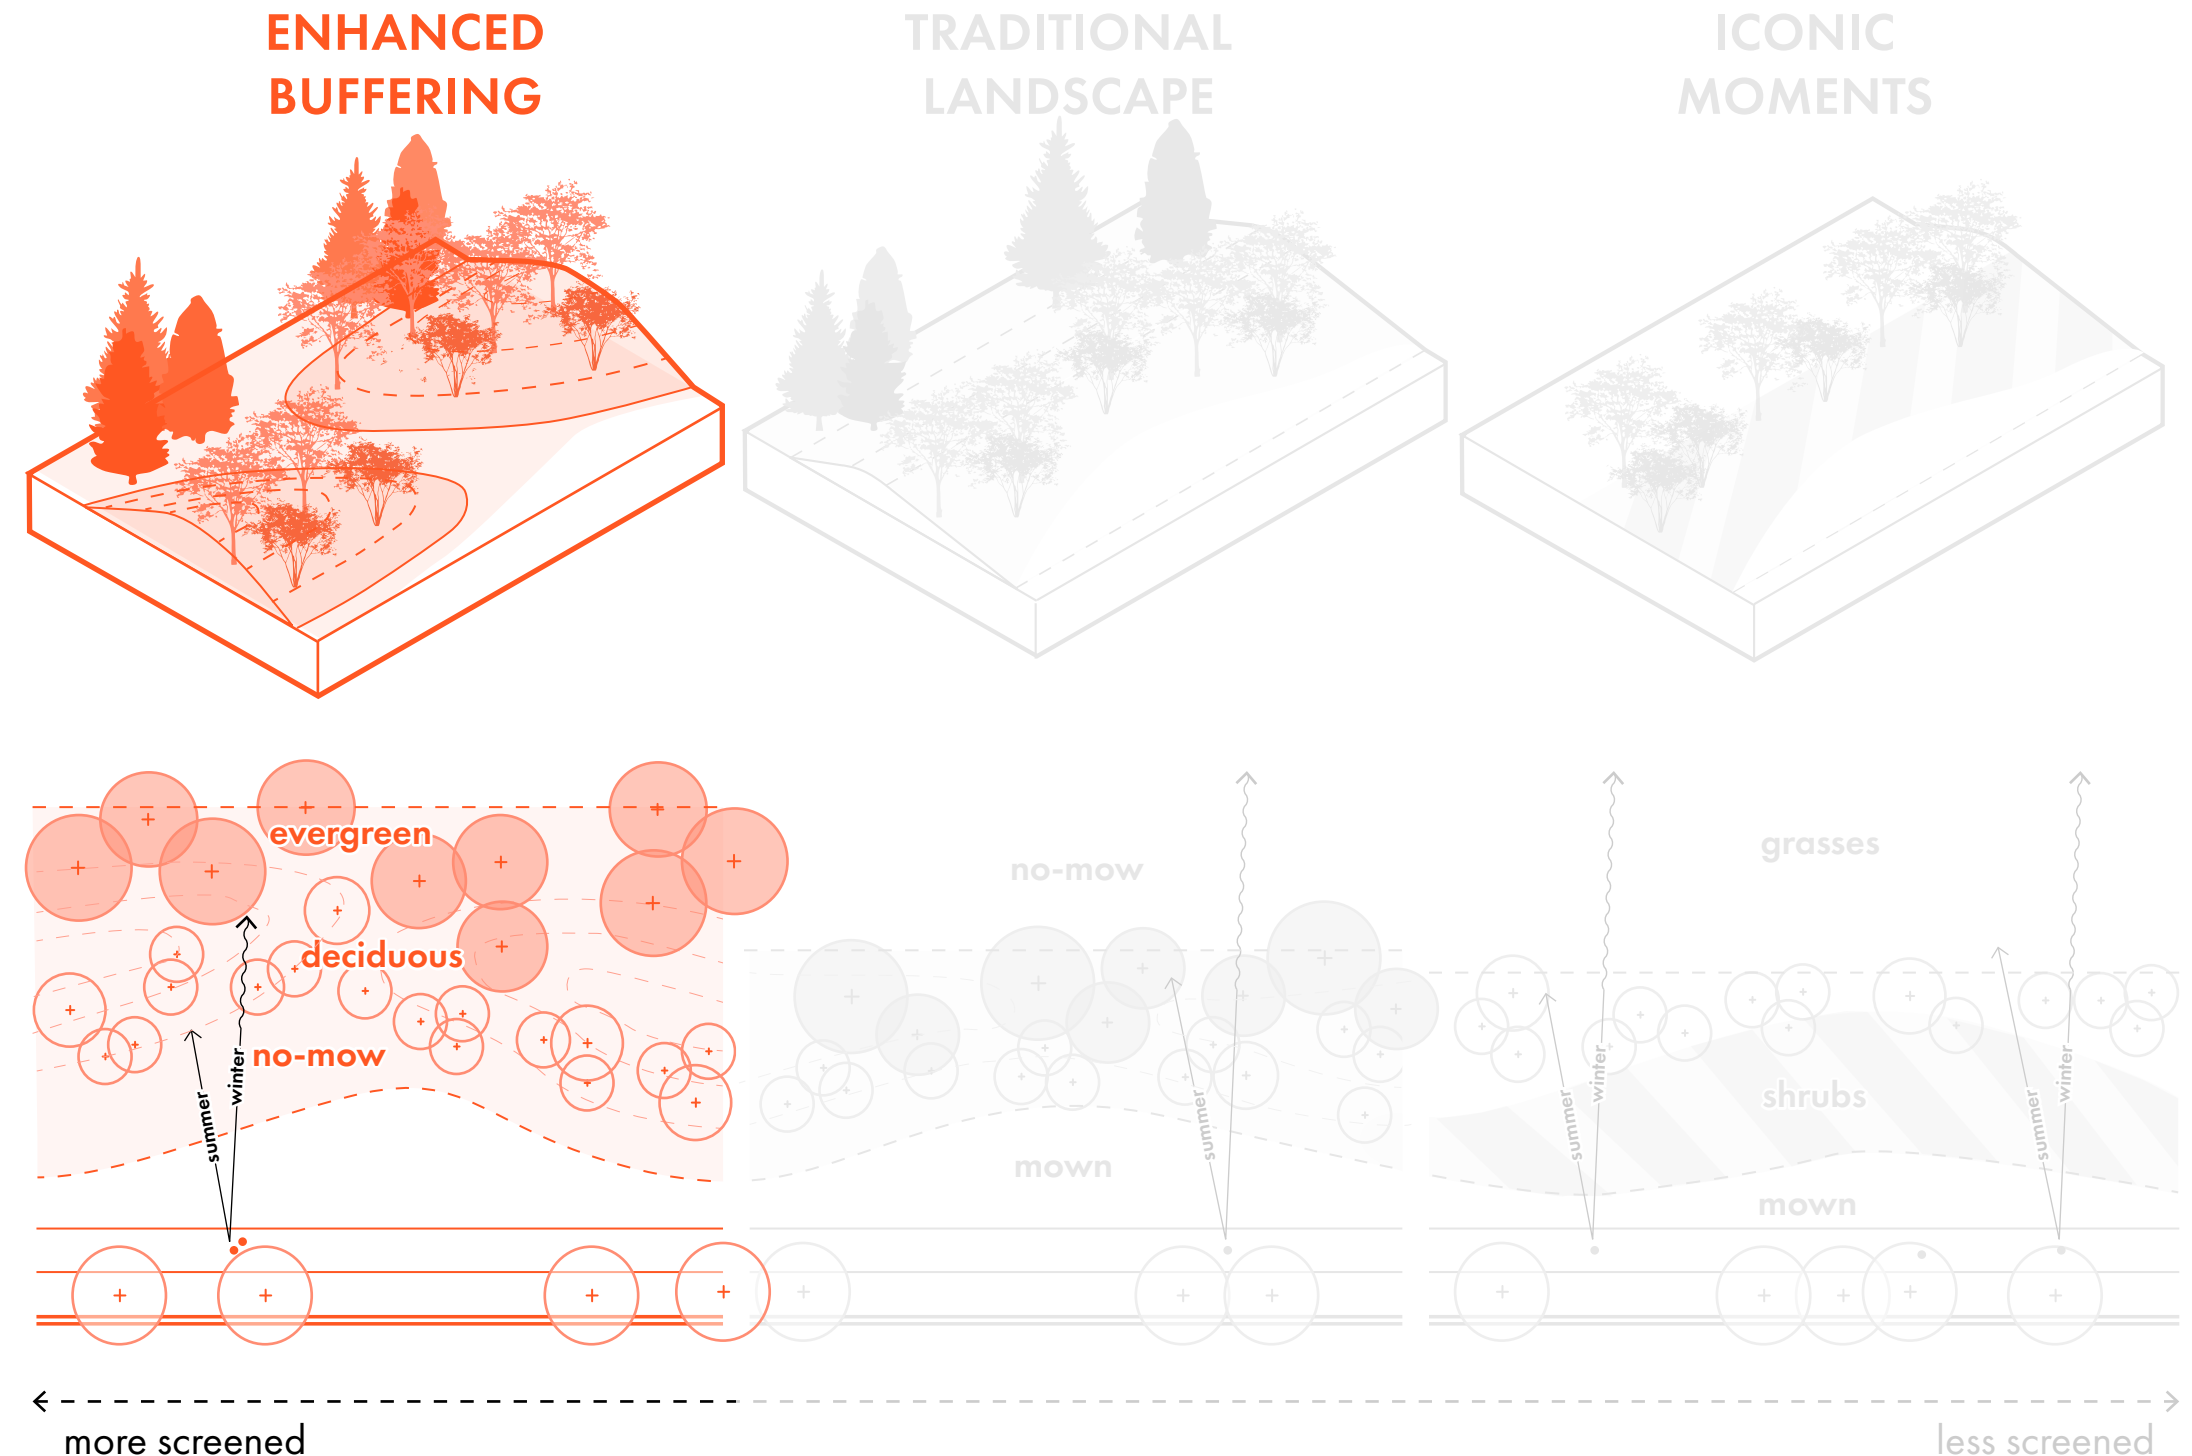 ENHANCED
BUFFERING
TRADITIONAL
LANDSCAPE
ICONIC
MOMENTS
evergreen
deciduous
no-mow
summer
winter
no-mow
mown
summer
grasses
shrubs
mown
summer
winter
summer
winter
more screened
less screened